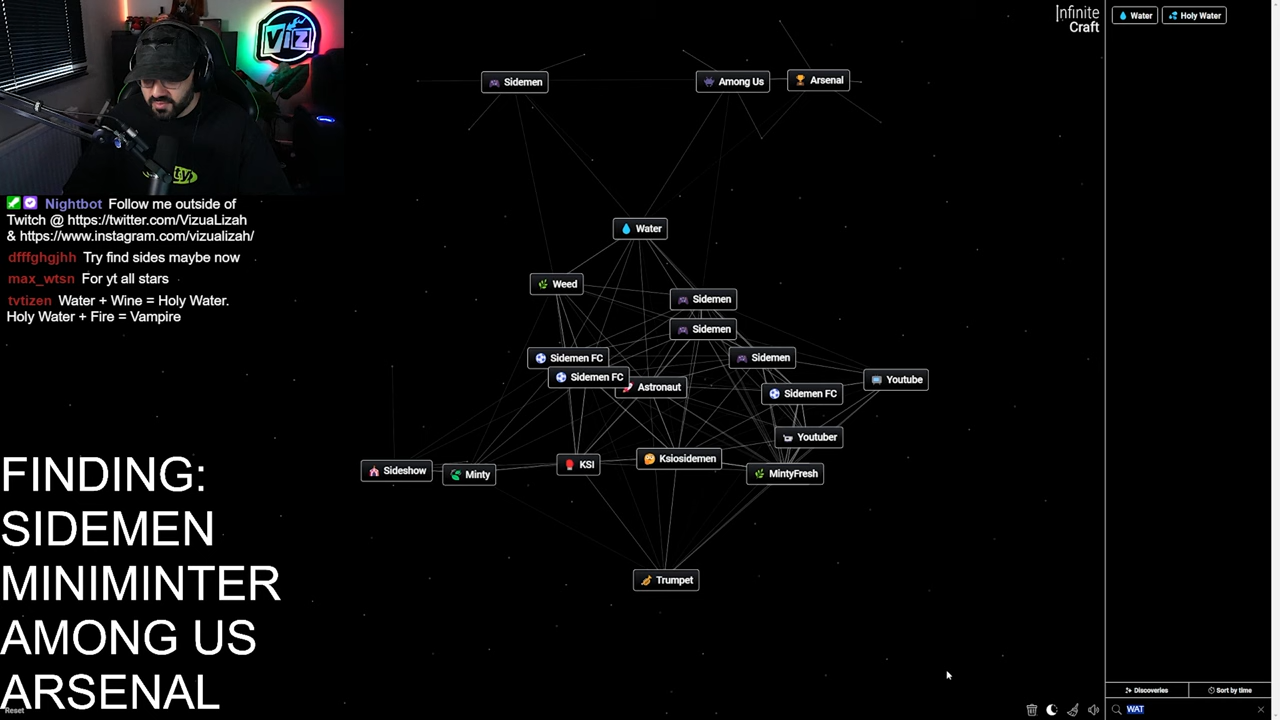 VIZ
Nightbot Follow me outside of
Twitch @ https://twitter.com/VizuaLizah
& https://www.instagram.com/vizualizah/
dfffghgjhh Try find sides maybe now
max_wtsn For yt all stars
tvtizen Water + Wine = Holy Water.
Holy Water + Fire = Vampire
FINDING:
SIDEMEN
MINIMINTER
AMONG US
ARSENAL
Reset
Infinite
Craft
Sidemen
Among Us
Arsenal
Water
Weed
Sidemen
Sidemen
Sidemen FC
Sidemen
Sidemen FC
Astronaut
Youtube
Sidemen FC
Youtuber
Sideshow
Minty
KSI
Ksiosidemen
MintyFresh
Trumpet
Water
Holy Water
Discoveries
Sort by time
WAT